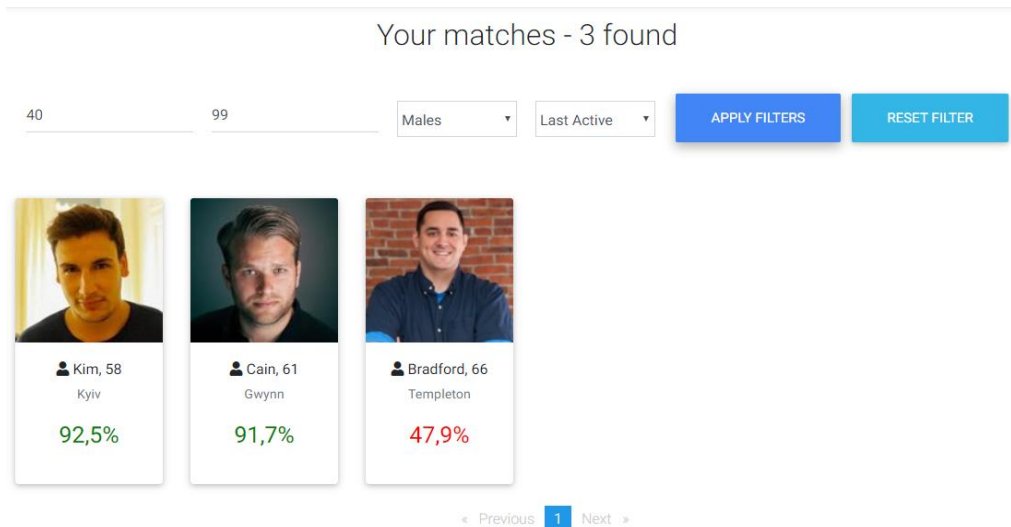 Your matches - 3 found
40 99 Males Last Active APPLY FILTERS RESET FILTER
Kim, 58 Cain, 61 Bradford, 66
Kyiv Gwynn Templeton
92,5% 91,7% 47,9%
« Previous 1 Next »